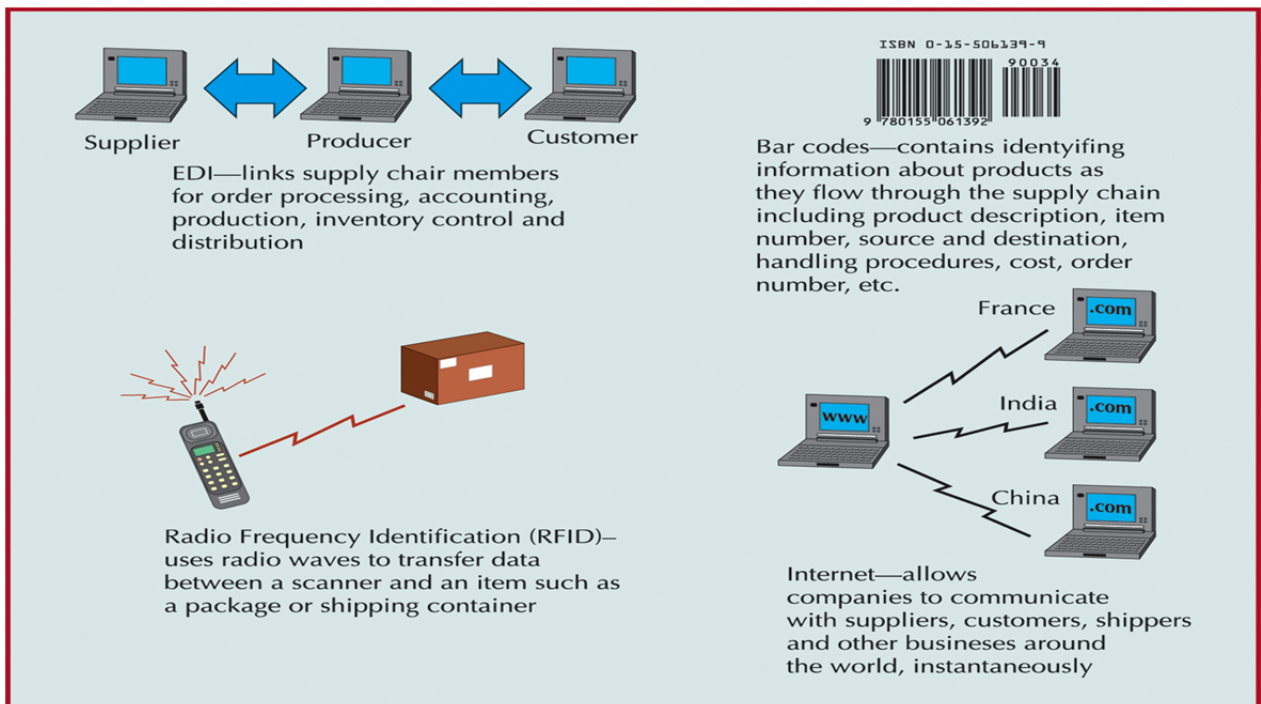 Supplier
Producer
Customer
EDI—links supply chair members
for order processing, accounting,
production, inventory control and
distribution
ISBN 0-15-506139-9
90034
9 780155 061392
Bar codes—contains identyifing
information about products as
they flow through the supply chain
including product description, item
number, source and destination,
handling procedures, cost, order
number, etc.
Radio Frequency Identification (RFID)–
uses radio waves to transfer data
between a scanner and an item such as
a package or shipping container
www
France
.com
India
.com
China
.com
Internet—allows
companies to communicate
with suppliers, customers, shippers
and other busineses around
the world, instantaneously